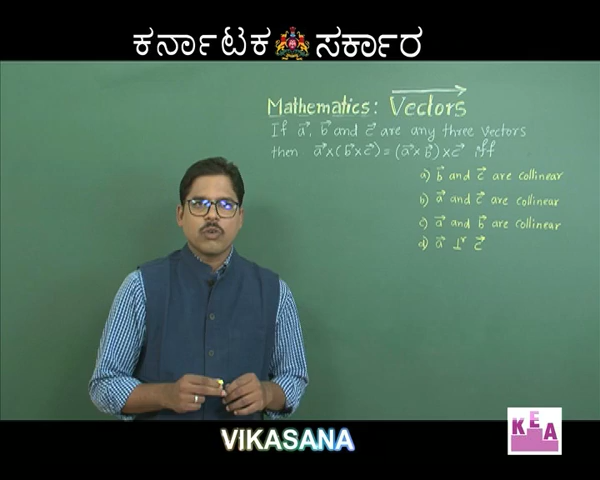 ಕರ್ನಾಟಕ ಸರ್ಕಾರ
Mathematics: Vectors
If a⃗, b⃗ and c⃗ are any three vectors
then a⃗×(b⃗×c⃗)=(a⃗×b⃗)×c⃗ iff
a) b⃗ and c⃗ are collinear
b) a⃗ and c⃗ are collinear
c) a⃗ and b⃗ are collinear
d) a⃗ ⊥ʳ c⃗
VIKASANA
KEA